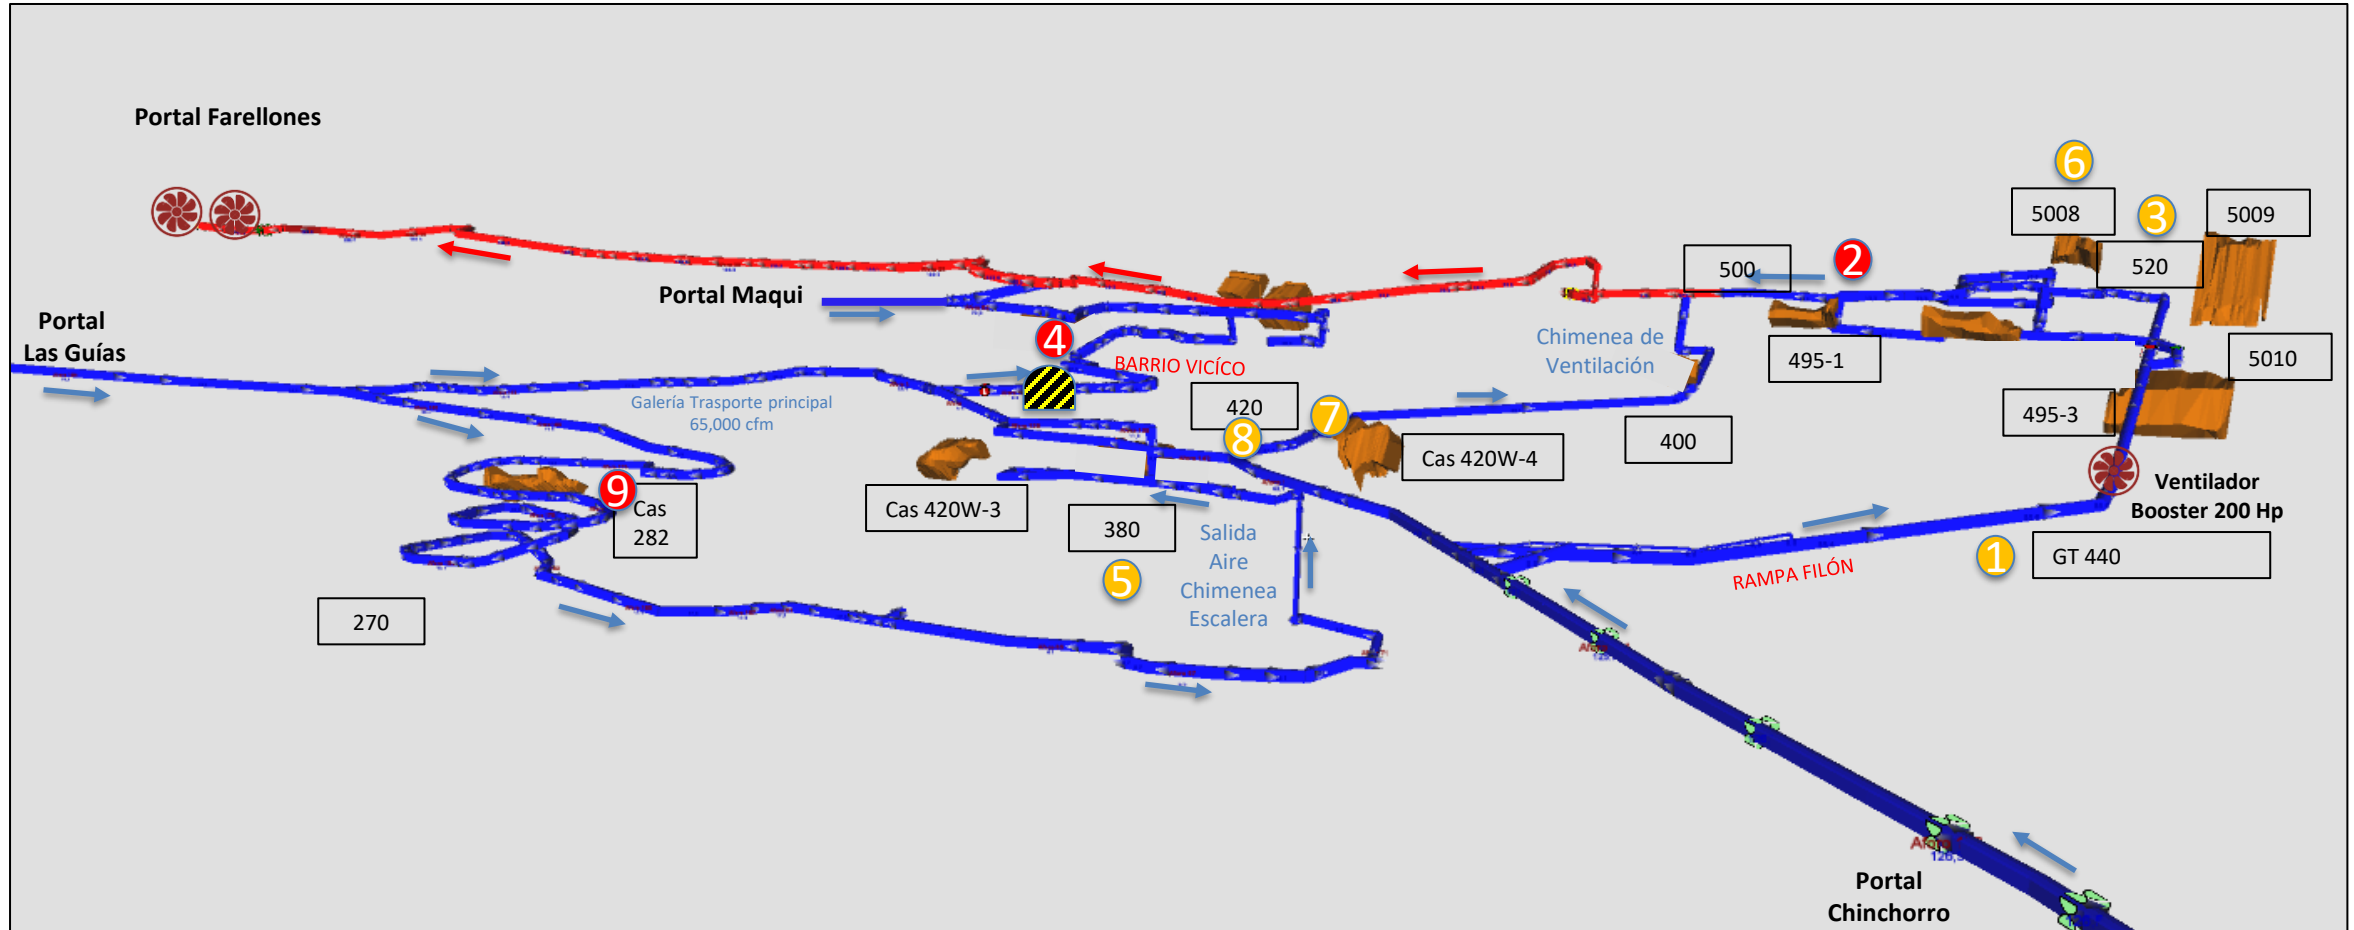 Portal Farellones
6
5008
3
5009
520
500
2
Portal Maqui
Portal
Las Guías
4
BARRIO VICÍCO
Chimenea de
Ventilación
495-1
5010
Galería Trasporte principal
65,000 cfm
420
7
8
495-3
400
Cas 420W-4
Ventilador
Booster 200 Hp
9
Cas
282
Cas 420W-3
380
Salida
Aire
Chimenea
Escalera
5
1
GT 440
RAMPA FILÓN
270
Portal
Chinchorro